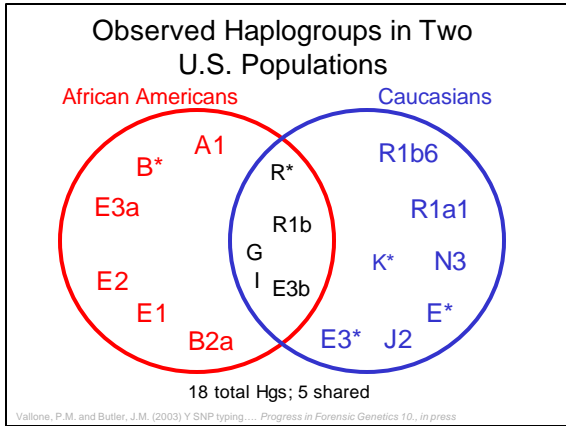 Observed Haplogroups in Two
U.S. Populations
African Americans
Caucasians
A1
B*
E3a
E2
E1
B2a
R*
R1b
G
I
E3b
R1b6
R1a1
K*
N3
E*
E3*
J2
18 total Hgs; 5 shared
Vallone, P.M. and Butler, J.M. (2003) Y SNP typing.... Progress in Forensic Genetics 10., in press